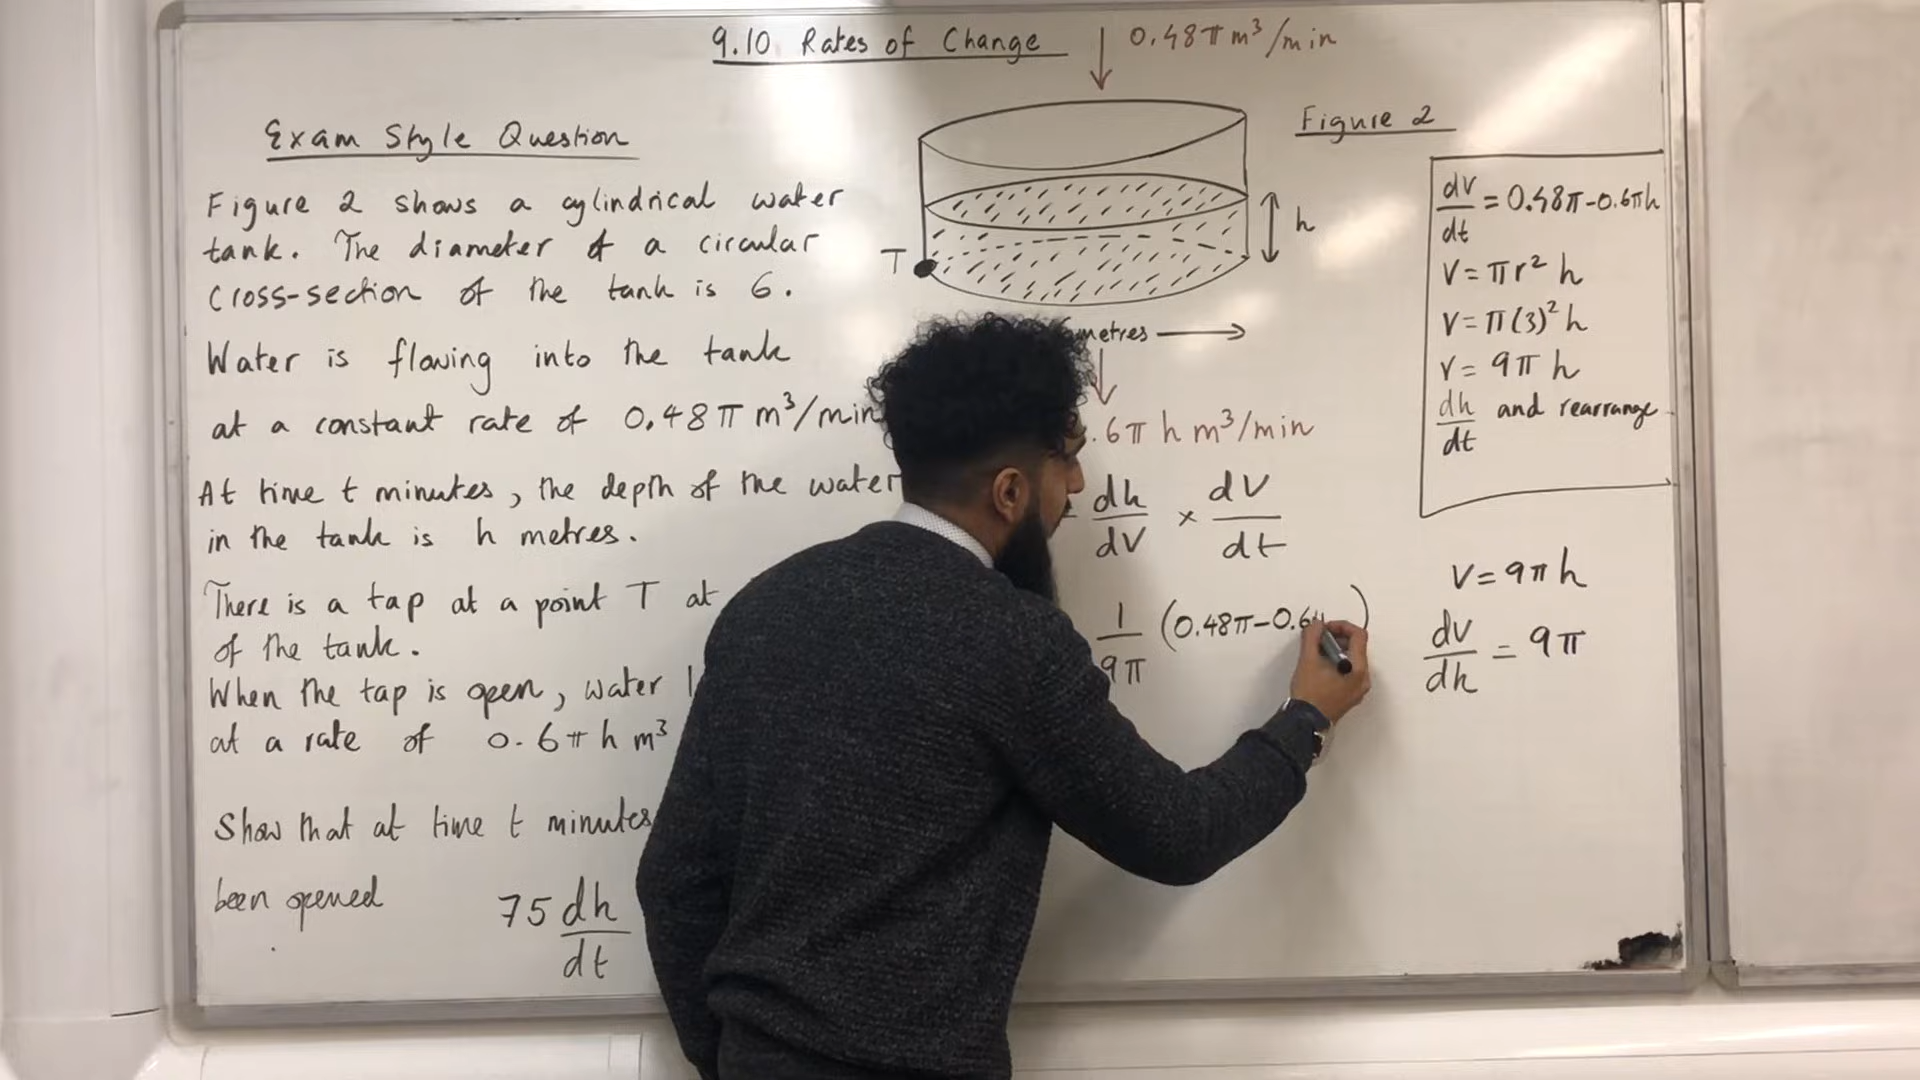 9.10 Rates of Change
0.48π m³/min
Exam Style Question
Figure 2 shows a cylindrical water
tank. The diameter of a circular
cross-section of the tank is 6.
Water is flowing into the tank
at a constant rate of 0.48π m³/min
At time t minutes, the depth of the water
in the tank is h metres.
There is a tap at a point T at
of the tank.
When the tap is open, water
at a rate of 0.6πh m³
Show that at time t minutes
been opened
75 dh/dt
Figure 2
h
T
metres
.6π h m³/min
dh/dV × dV/dt
1/9π (0.48π-0.6 )
dv/dt = 0.48π-0.6πh
V = πr² h
V = π(3)² h
V = 9π h
dh/dt and rearrange
V = 9πh
dv/dh = 9π